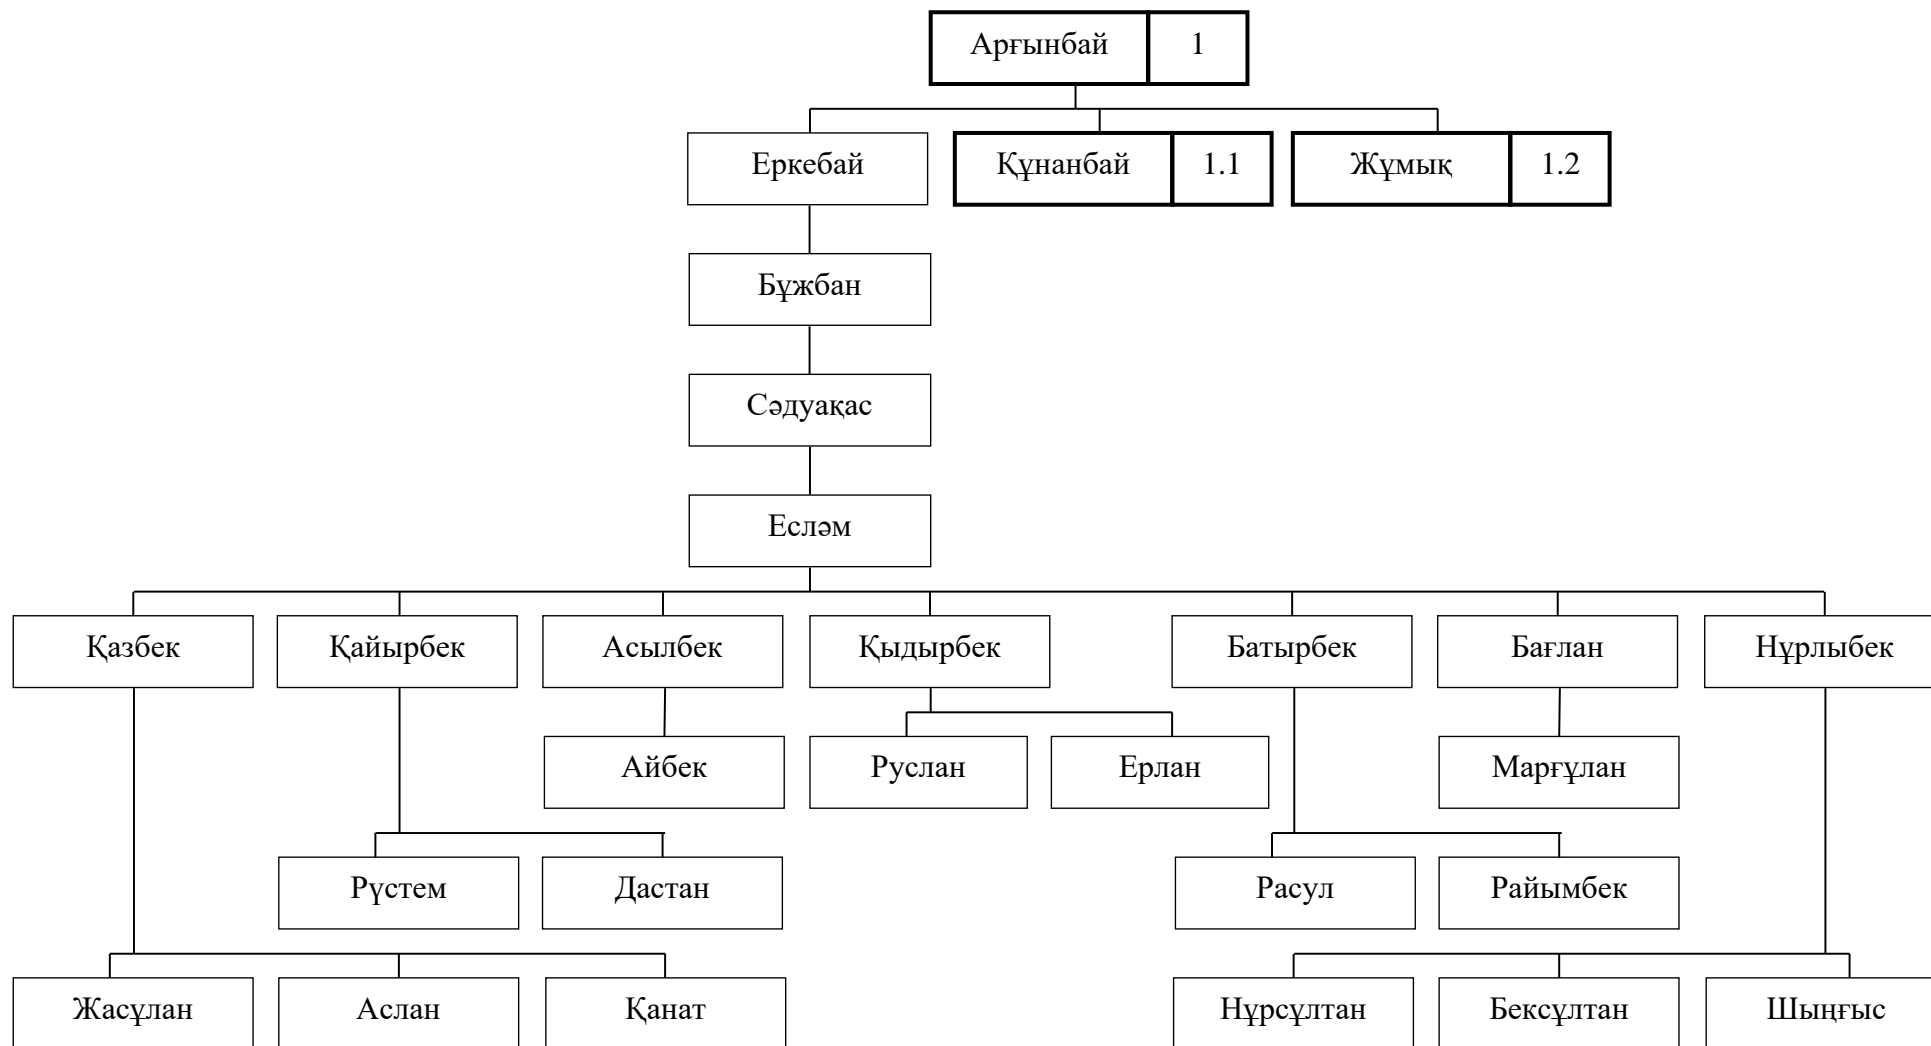 Арғынбай 1
Еркебай Құнанбай 1.1 Жұмық 1.2
Бұжбан
Сәдуақас
Есләм
Қазбек Қайырбек Асылбек Қыдырбек Батырбек Бағлан Нұрлыбек
Айбек Руслан Ерлан Марғұлан
Рүстем Дастан Расул Райымбек
Жасұлан Аслан Қанат Нұрсұлтан Бексұлтан Шыңғыс